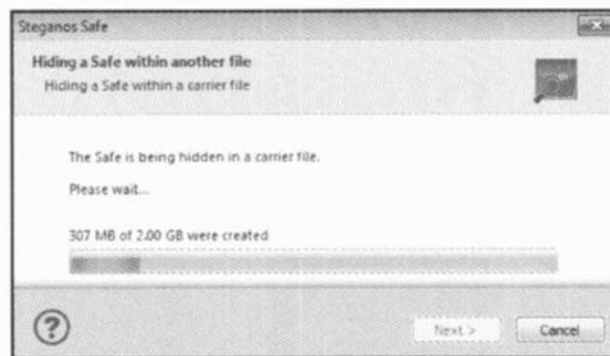 Steganos Safe
Hiding a Safe within another file
Hiding a Safe within a carrier file
The Safe is being hidden in a carrier file.
Please wait...
307 MB of 2.00 GB were created
?
Next >
Cancel